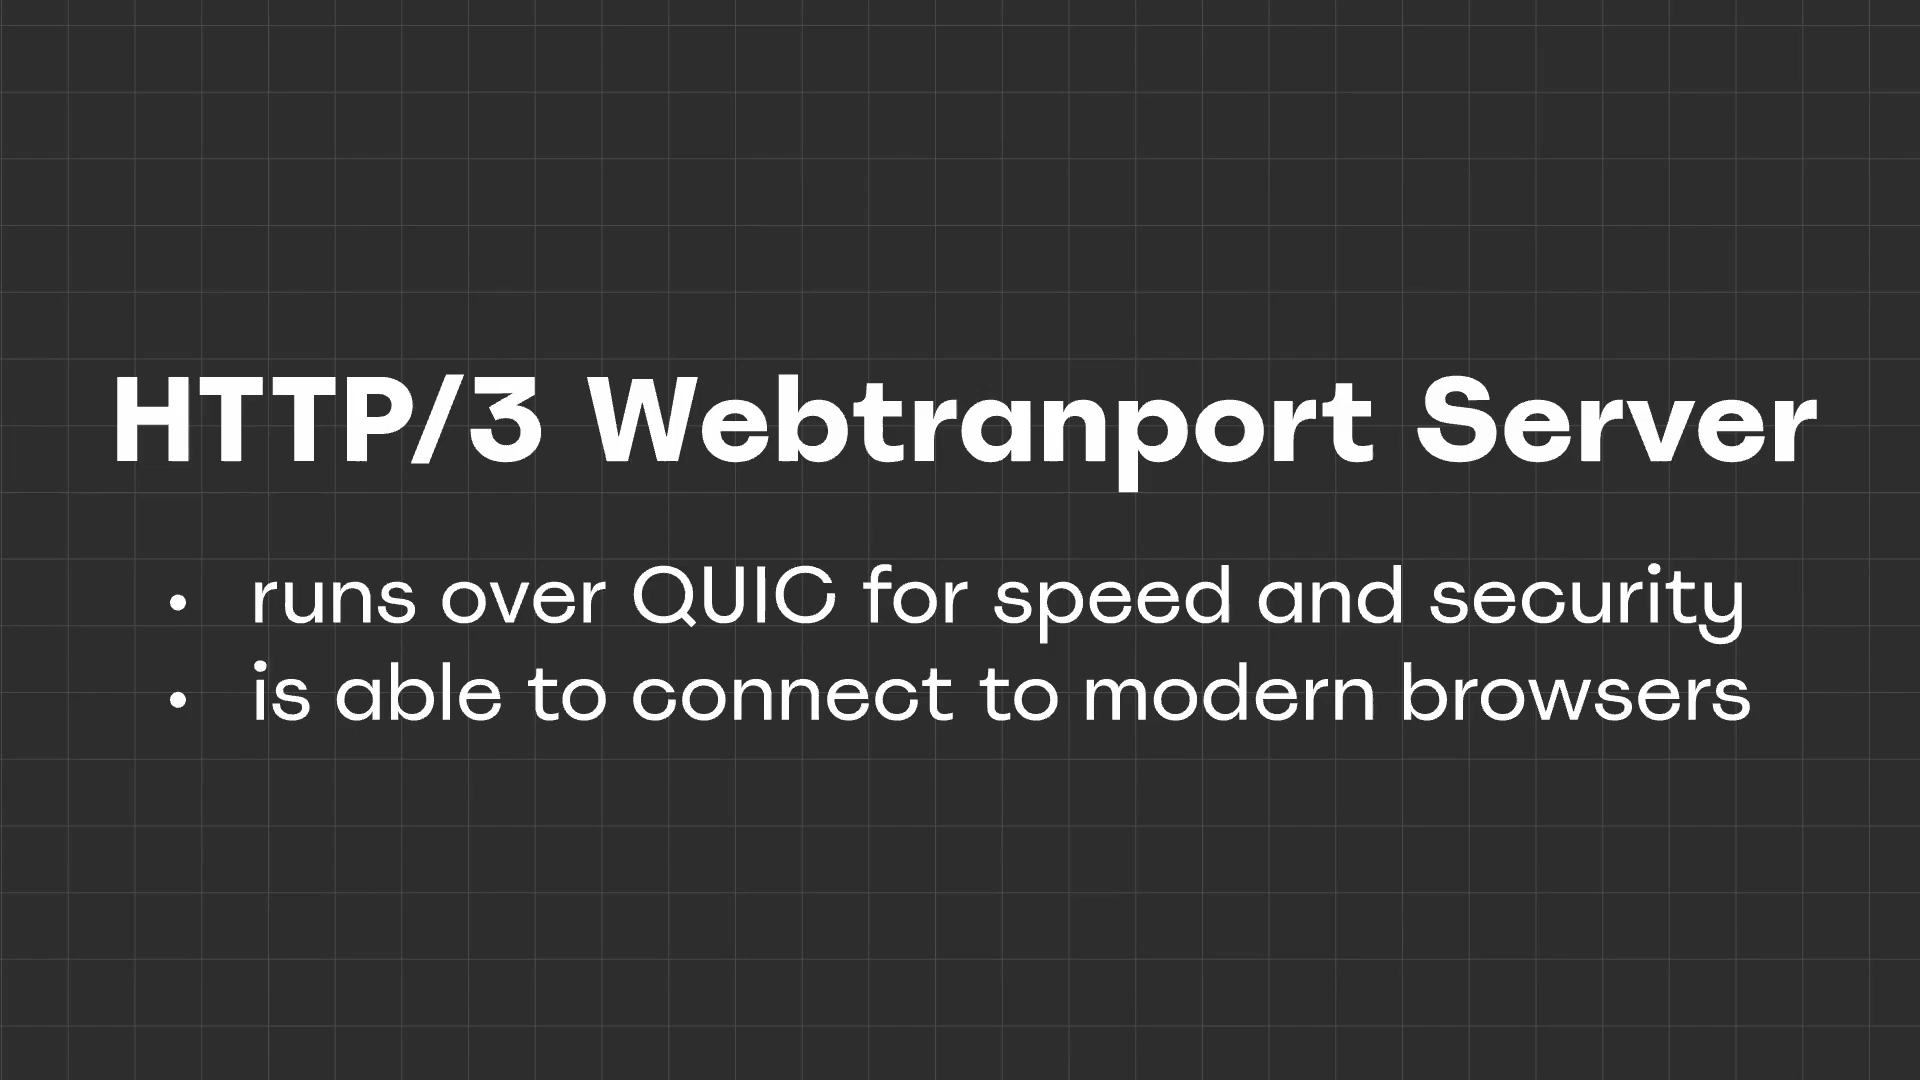 HTTP/3 Webtranport Server
• runs over QUIC for speed and security
• is able to connect to modern browsers